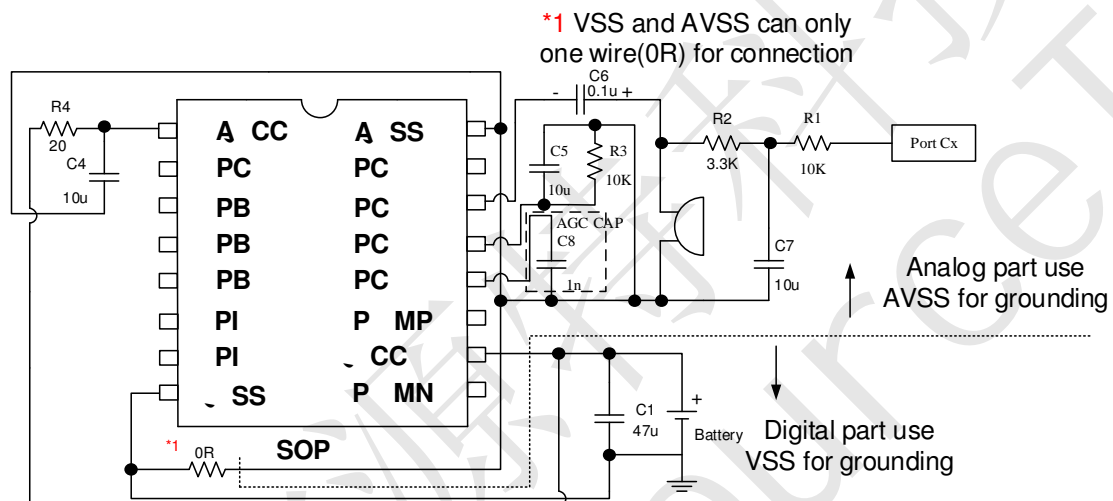 *1 VSS and AVSS can only
one wire(0R) for connection
C6
0.1u
- +
R4
20
C4
10u
A CC
A SS
PC
PC
PB
PC
PB
PC
PB
PC
PI
P MP
PI
CC
SS
P MN
SOP
*1
0R
C5
10u
R3
10K
AGC CAP
C8
1n
R2
3.3K
R1
10K
Port Cx
C7
10u
Analog part use
AVSS for grounding
C1
47u
+
Battery
Digital part use
VSS for grounding
源
科
urce